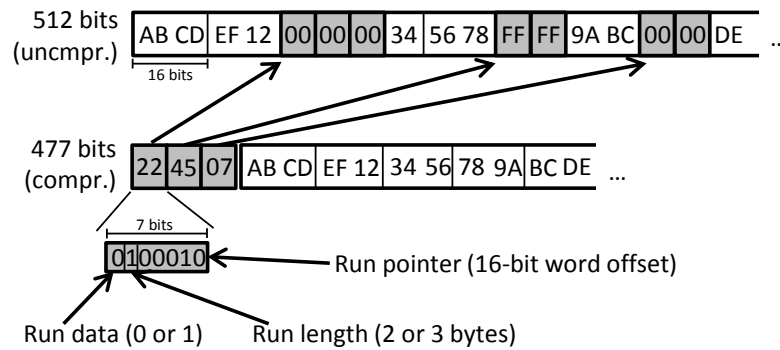 512 bits
(uncmpr.)
AB CD EF 12 00 00 00 34 56 78 FF FF 9A BC 00 00 DE ...
16 bits
477 bits
(compr.)
22 45 07 AB CD EF 12 34 56 78 9A BC DE ...
7 bits
0100010
Run pointer (16-bit word offset)
Run data (0 or 1) Run length (2 or 3 bytes)